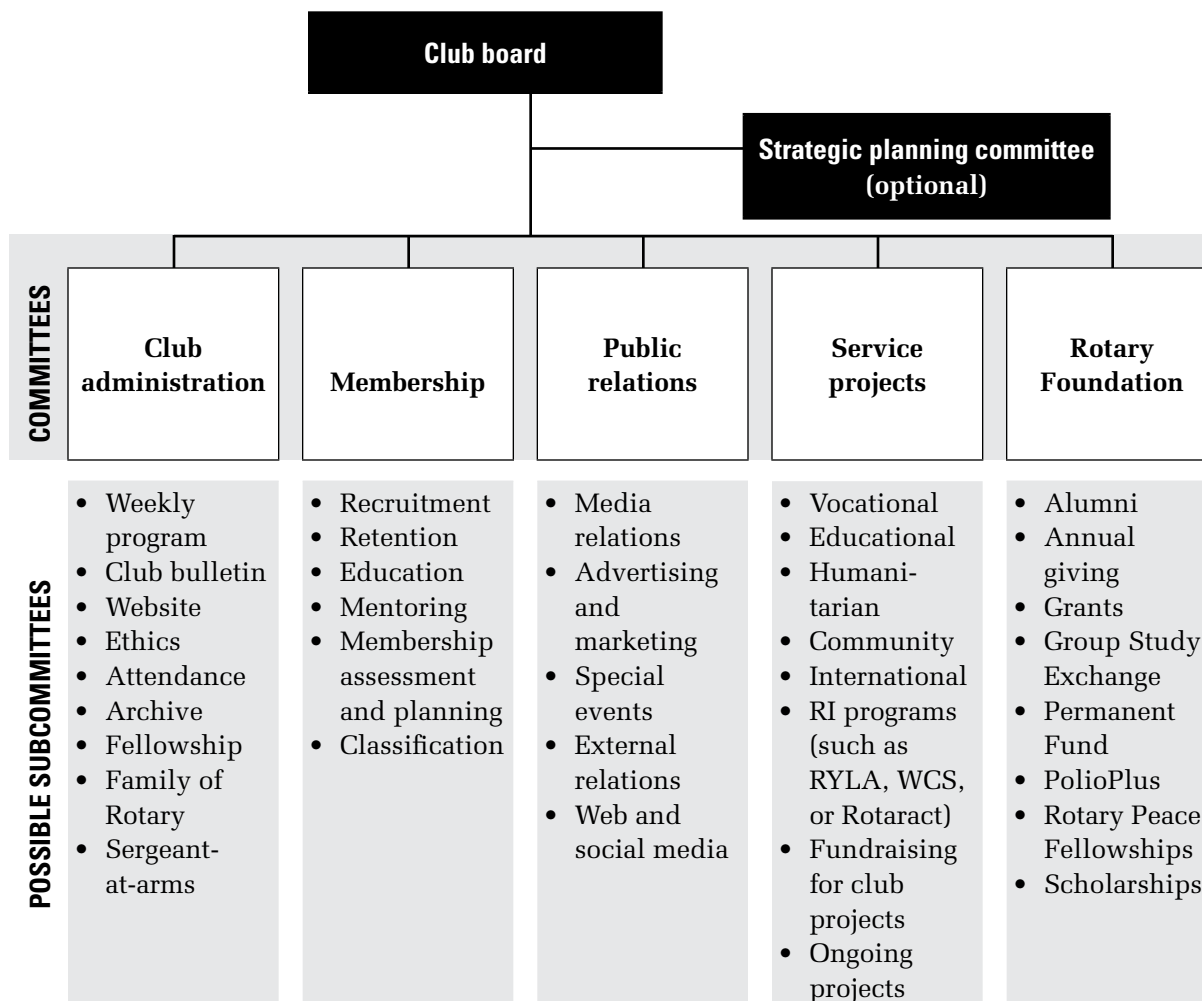 Club board
Strategic planning committee
(optional)
COMMITTEES
Club
administration
Membership
Public
relations
Service
projects
Rotary
Foundation
POSSIBLE SUBCOMMITTEES
• Weekly
program
• Club bulletin
• Website
• Ethics
• Attendance
• Archive
• Fellowship
• Family of
Rotary
• Sergeant-
at-arms
• Recruitment
• Retention
• Education
• Mentoring
• Membership
assessment
and planning
• Classification
• Media
relations
• Advertising
and
marketing
• Special
events
• External
relations
• Web and
social media
• Vocational
• Educational
• Humani-
tarian
• Community
• International
• RI programs
(such as
RYLA, WCS,
or Rotaract)
• Fundraising
for club
projects
• Ongoing
projects
• Alumni
• Annual
giving
• Grants
• Group Study
Exchange
• Permanent
Fund
• PolioPlus
• Rotary Peace
Fellowships
• Scholarships